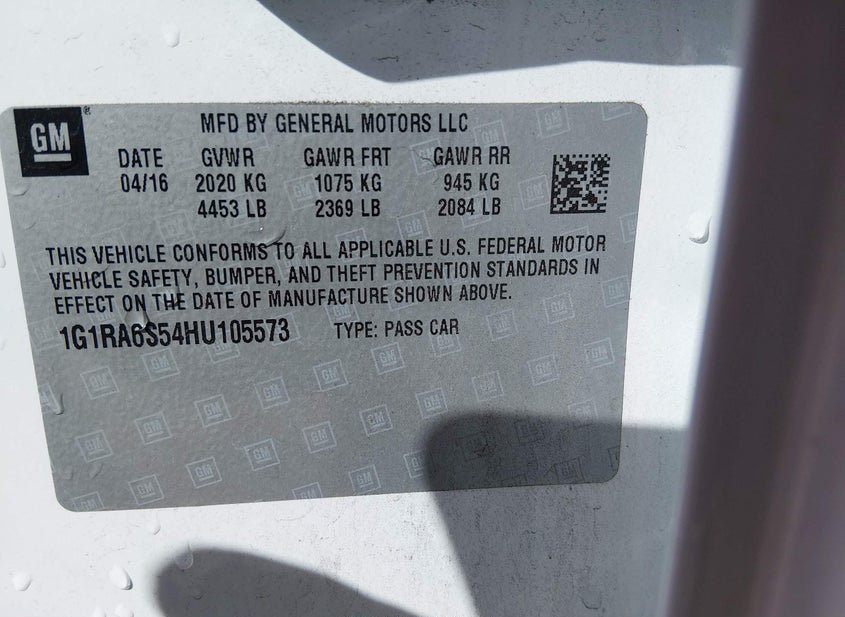 GM ® MFD BY GENERAL MOTORS LLC
DATE GVWR GAWR FRT GAWR RR
04/16 2020 KG 1075 KG 945 KG
4453 LB 2369 LB 2084 LB
THIS VEHICLE CONFORMS TO ALL APPLICABLE U.S. FEDERAL MOTOR
VEHICLE SAFETY, BUMPER, AND THEFT PREVENTION STANDARDS IN
EFFECT ON THE DATE OF MANUFACTURE SHOWN ABOVE.
1G1RA6S54HU105573 TYPE: PASS CAR